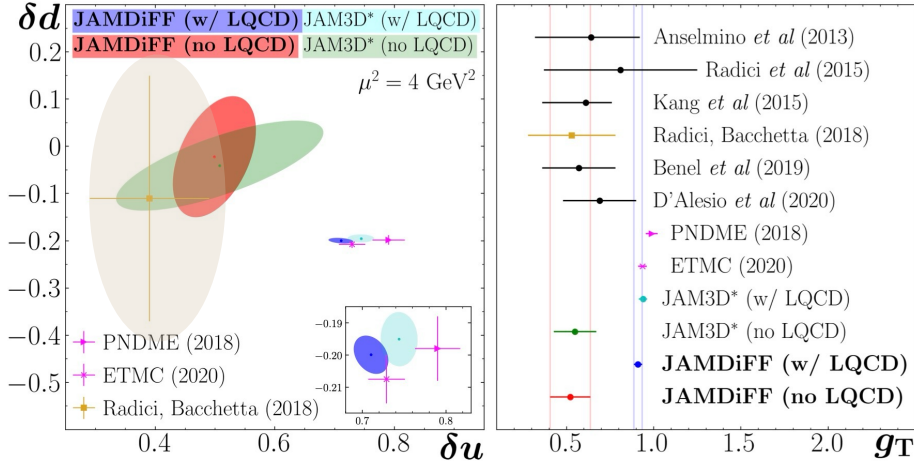 δd
JAMDiFF (w/ LQCD) JAM3D* (w/ LQCD)
JAMDiFF (no LQCD) JAM3D* (no LQCD)
μ² = 4 GeV²
0.2
0.1
0
−0.1
−0.2
−0.3
−0.4
−0.5
PNDME (2018)
ETMC (2020)
Radici, Bacchetta (2018)
−0.19
−0.20
−0.21
0.7 0.8
0.4 0.6 0.8 δu
Anselmino et al (2013)
Radici et al (2015)
Kang et al (2015)
Radici, Bacchetta (2018)
Benel et al (2019)
D'Alesio et al (2020)
PNDME (2018)
ETMC (2020)
JAM3D* (w/ LQCD)
JAM3D* (no LQCD)
JAMDiFF (w/ LQCD)
JAMDiFF (no LQCD)
0.5 1.0 1.5 2.0 gT